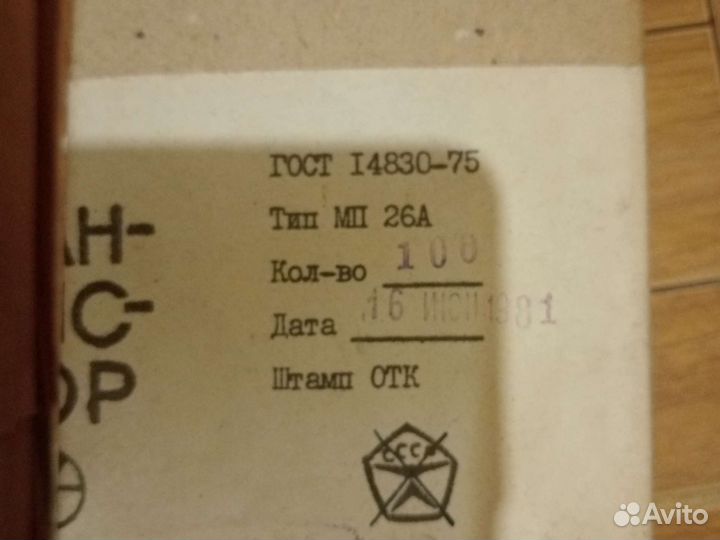 ГОСТ I4830-75
Тип МП 26А
Кол-во 100
Дата 16 ИЮН 1981
Штамп ОТК
АН-
ИС-
ОР
СССР
Avito